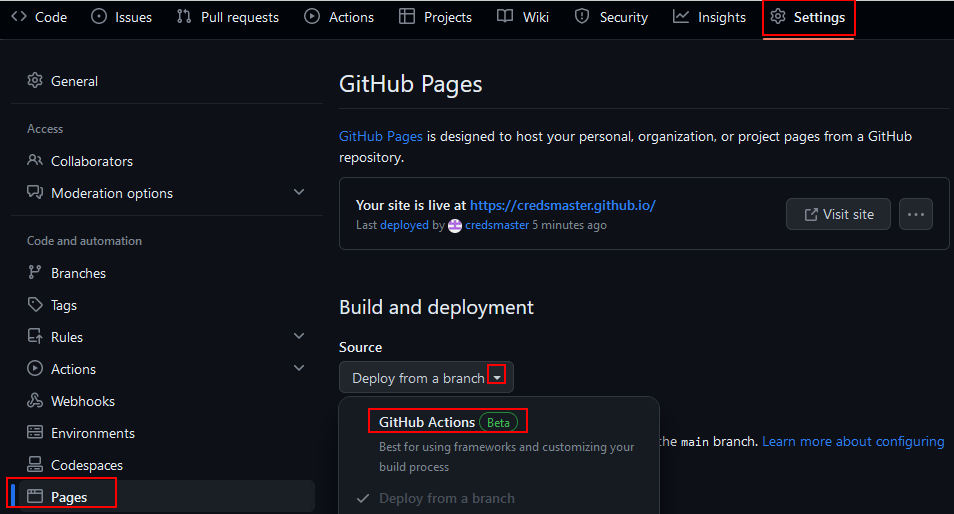 Code Issues Pull requests Actions Projects Wiki Security Insights Settings
General
Access
Collaborators
Moderation options
Code and automation
Branches
Tags
Rules
Actions
Webhooks
Environments
Codespaces
Pages
GitHub Pages
GitHub Pages is designed to host your personal, organization, or project pages from a GitHub
repository.
Your site is live at https://credsmaster.github.io/
Last deployed by credsmaster 5 minutes ago
Visit site
Build and deployment
Source
Deploy from a branch
GitHub Actions Beta
Best for using frameworks and customizing your
build process
Deploy from a branch
the main branch. Learn more about configuring